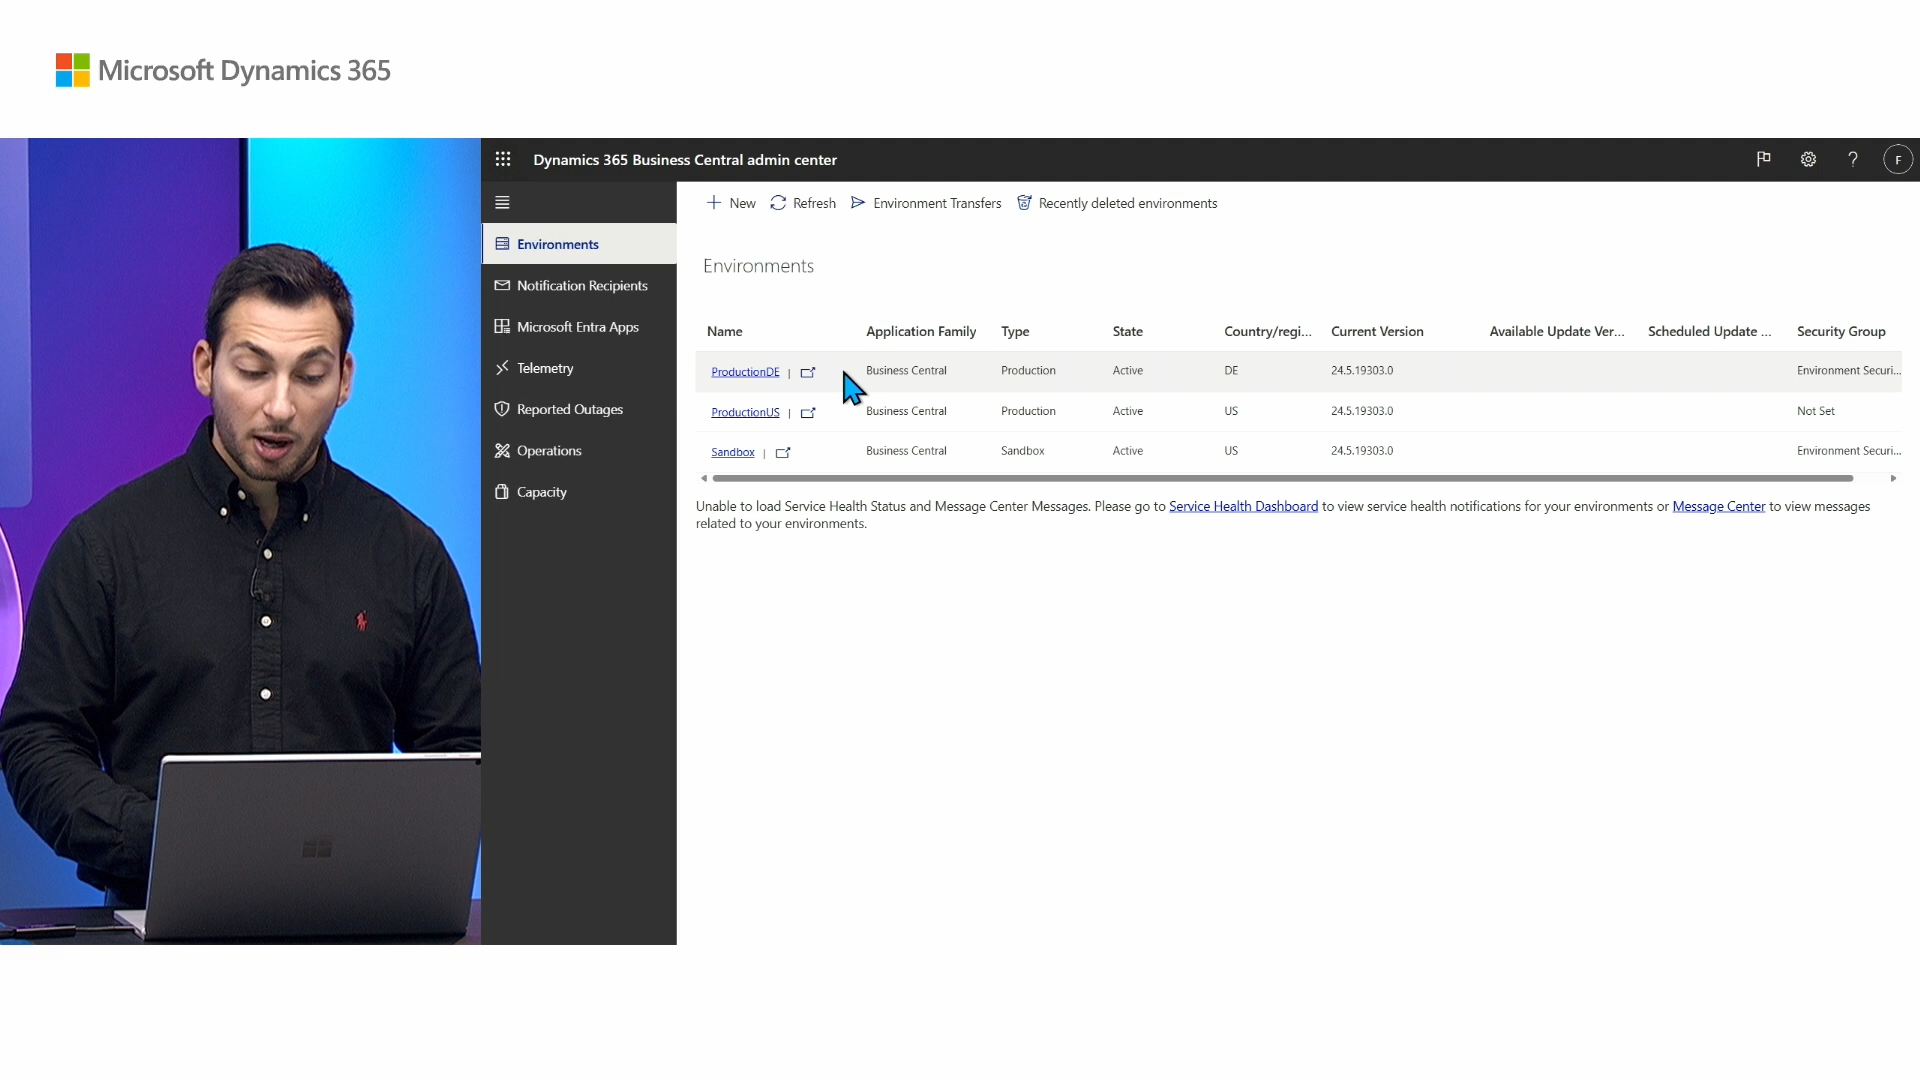 Microsoft Dynamics 365
Dynamics 365 Business Central admin center
F
New Refresh Environment Transfers Recently deleted environments
Environments
Notification Recipients
Microsoft Entra Apps
Telemetry
Reported Outages
Operations
Capacity
Environments
Name Application Family Type State Country/regi... Current Version Available Update Ver... Scheduled Update ... Security Group
ProductionDE | Business Central Production Active DE 24.5.19303.0 Environment Securi...
ProductionUS | Business Central Production Active US 24.5.19303.0 Not Set
Sandbox | Business Central Sandbox Active US 24.5.19303.0 Environment Securi...
Unable to load Service Health Status and Message Center Messages. Please go to Service Health Dashboard to view service health notifications for your environments or Message Center to view messages
related to your environments.